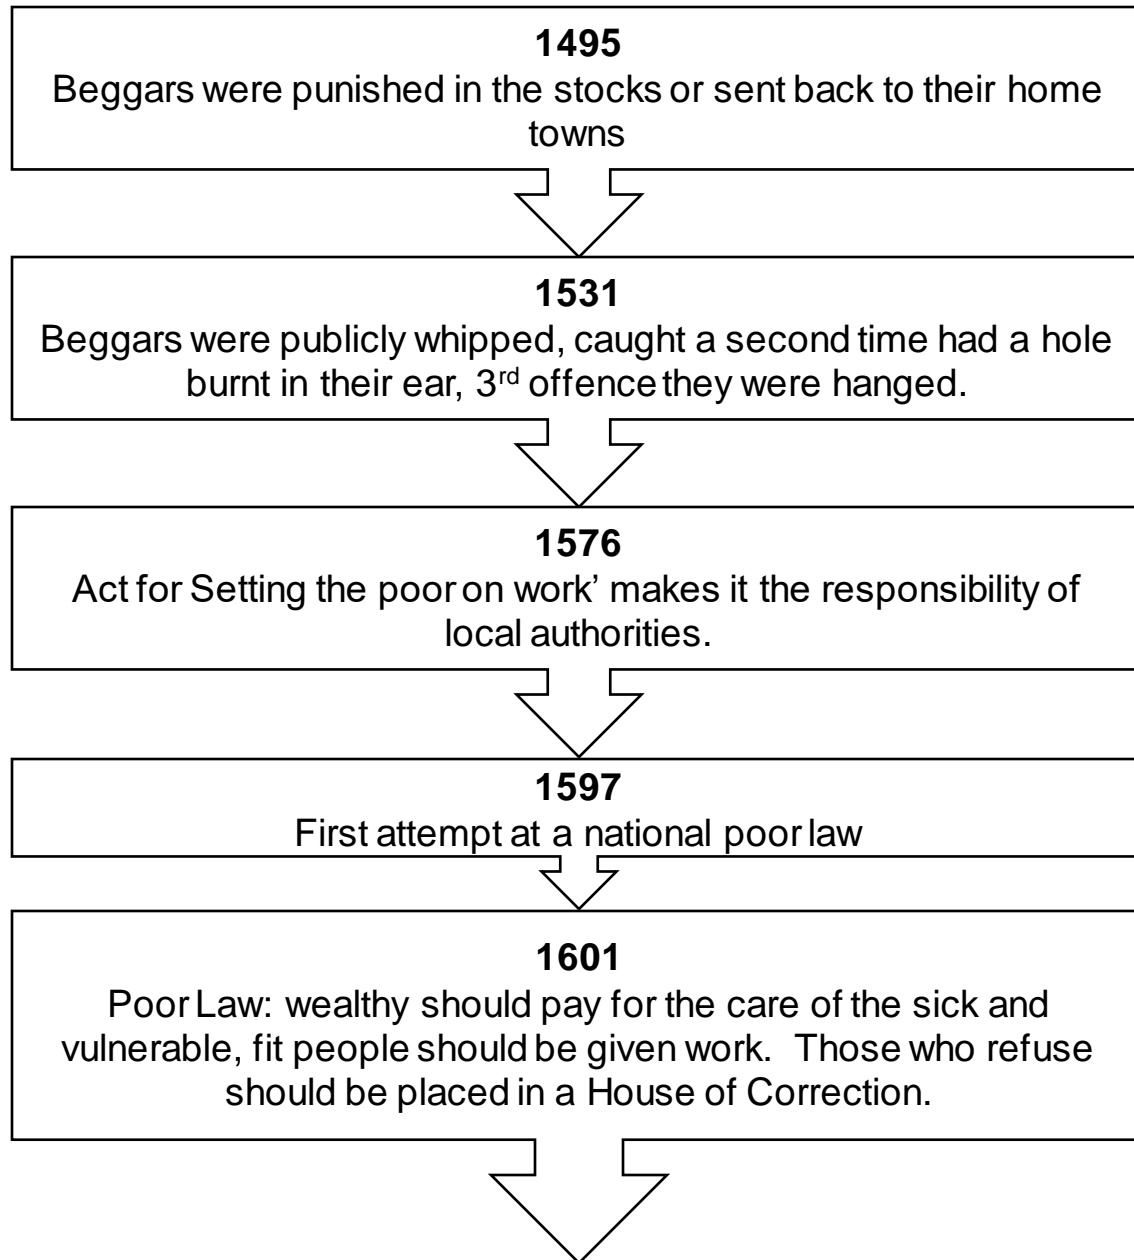 1495
Beggars were punished in the stocks or sent back to their home
towns
1531
Beggars were publicly whipped, caught a second time had a hole
burnt in their ear, 3rd offence they were hanged.
1576
Act for Setting the poor on work’ makes it the responsibility of
local authorities.
1597
First attempt at a national poor law
1601
Poor Law: wealthy should pay for the care of the sick and
vulnerable, fit people should be given work. Those who refuse
should be placed in a House of Correction.